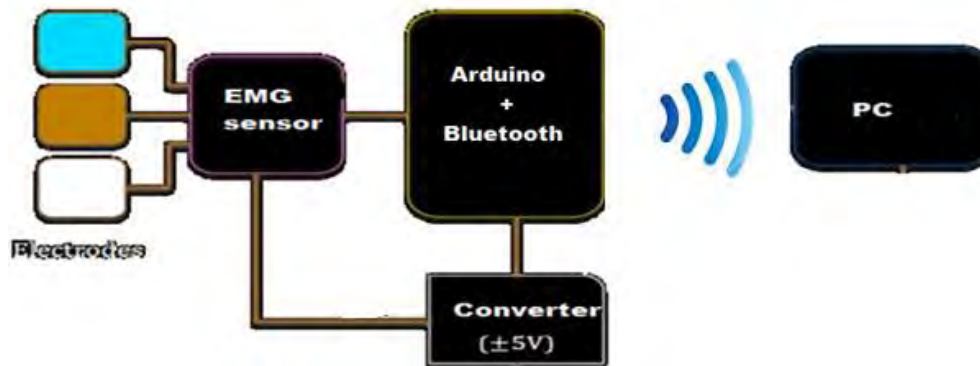 EMG
sensor
Arduino
+
Bluetooth
PC
Electrodes
Converter
(±5V)